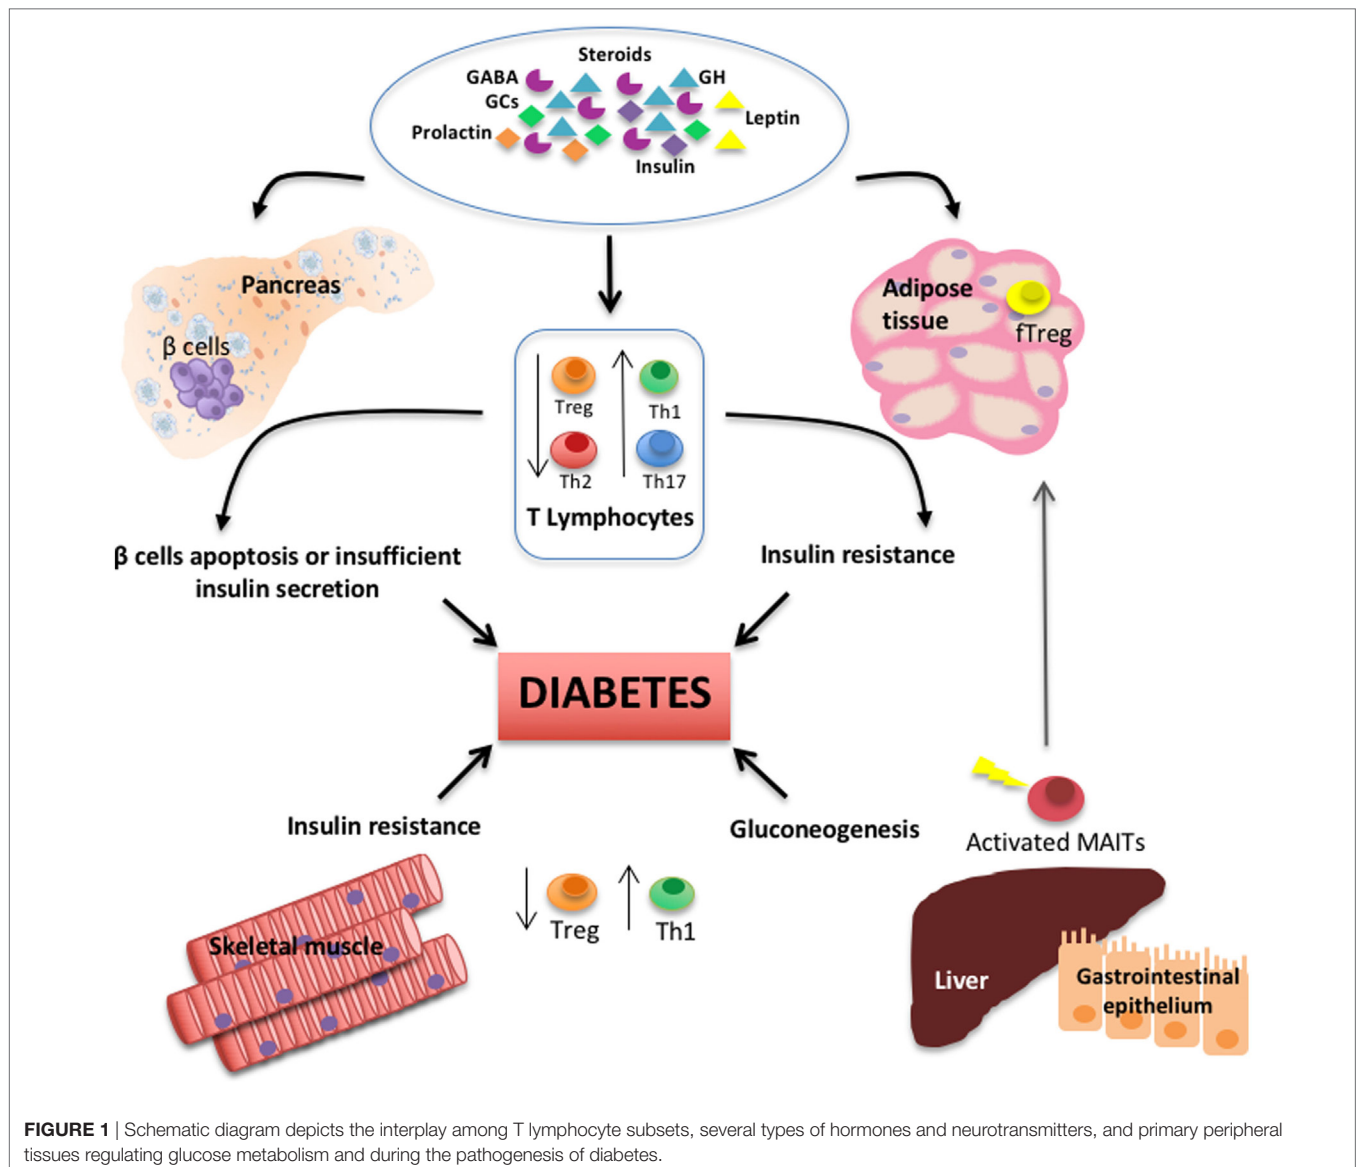 Steroids
GABA
GH
GCs
Leptin
Prolactin
Insulin
Pancreas
β cells
Adipose
tissue
fTreg
Treg
Th1
Th2
Th17
T Lymphocytes
β cells apoptosis or insufficient
insulin secretion
Insulin resistance
DIABETES
Insulin resistance
Gluconeogenesis
Activated MAITs
Treg
Th1
Skeletal muscle
Liver
Gastrointestinal
epithelium
FIGURE 1 | Schematic diagram depicts the interplay among T lymphocyte subsets, several types of hormones and neurotransmitters, and primary peripheral
tissues regulating glucose metabolism and during the pathogenesis of diabetes.